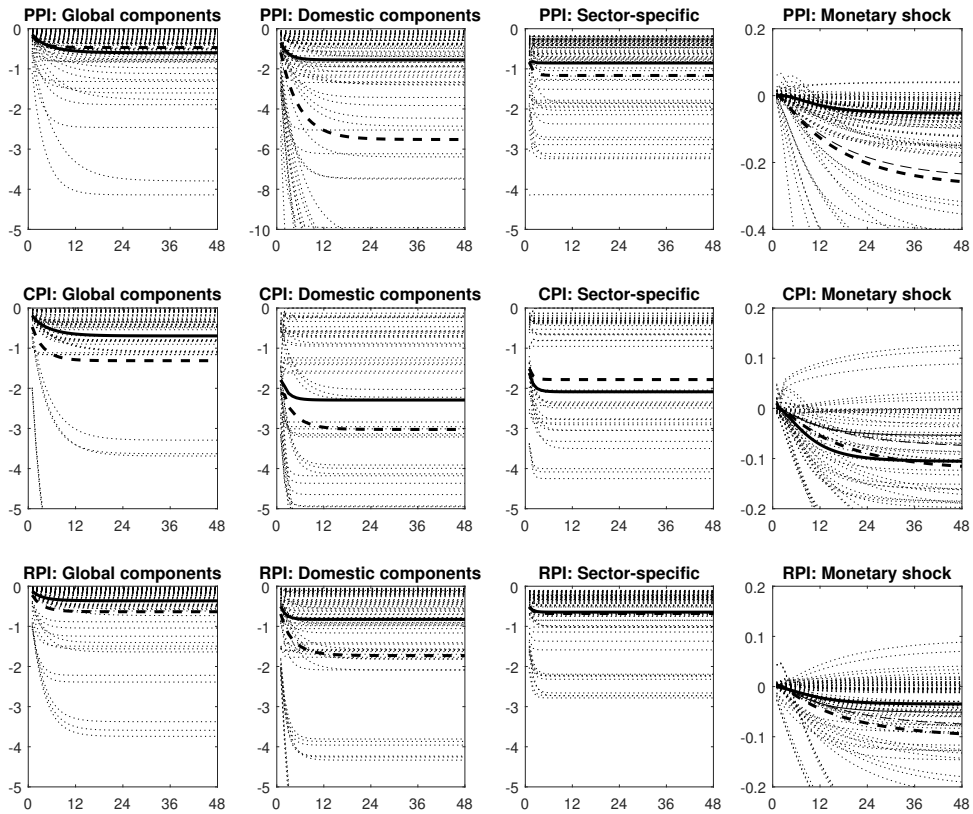 PPI: Global components
PPI: Domestic components
PPI: Sector-specific
PPI: Monetary shock
0
-1
-2
-3
-4
-5
0 12 24 36 48
0
-2
-4
-6
-8
-10
0 12 24 36 48
0
-1
-2
-3
-4
-5
0 12 24 36 48
0.2
0
-0.2
-0.4
0 12 24 36 48
CPI: Global components
CPI: Domestic components
CPI: Sector-specific
CPI: Monetary shock
0
-1
-2
-3
-4
-5
0 12 24 36 48
0
-1
-2
-3
-4
-5
0 12 24 36 48
0
-1
-2
-3
-4
-5
0 12 24 36 48
0.2
0.1
0
-0.1
-0.2
0 12 24 36 48
RPI: Global components
RPI: Domestic components
RPI: Sector-specific
RPI: Monetary shock
0
-1
-2
-3
-4
-5
0 12 24 36 48
0
-1
-2
-3
-4
-5
0 12 24 36 48
0
-1
-2
-3
-4
-5
0 12 24 36 48
0.2
0.1
0
-0.1
-0.2
0 12 24 36 48